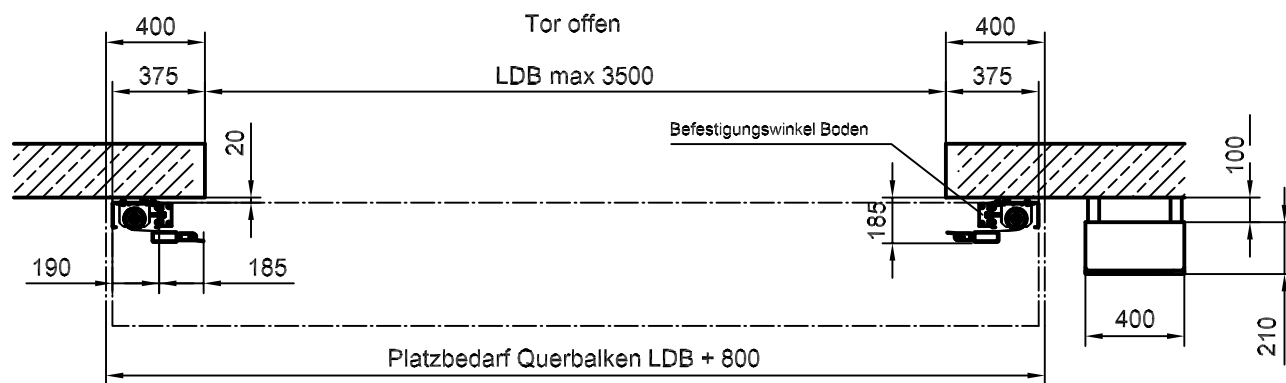 400
Tor offen
400
375
LDB max 3500
375
20
Befestigungswinkel Boden
100
185
190
185
400
210
Platzbedarf Querbalken LDB + 800